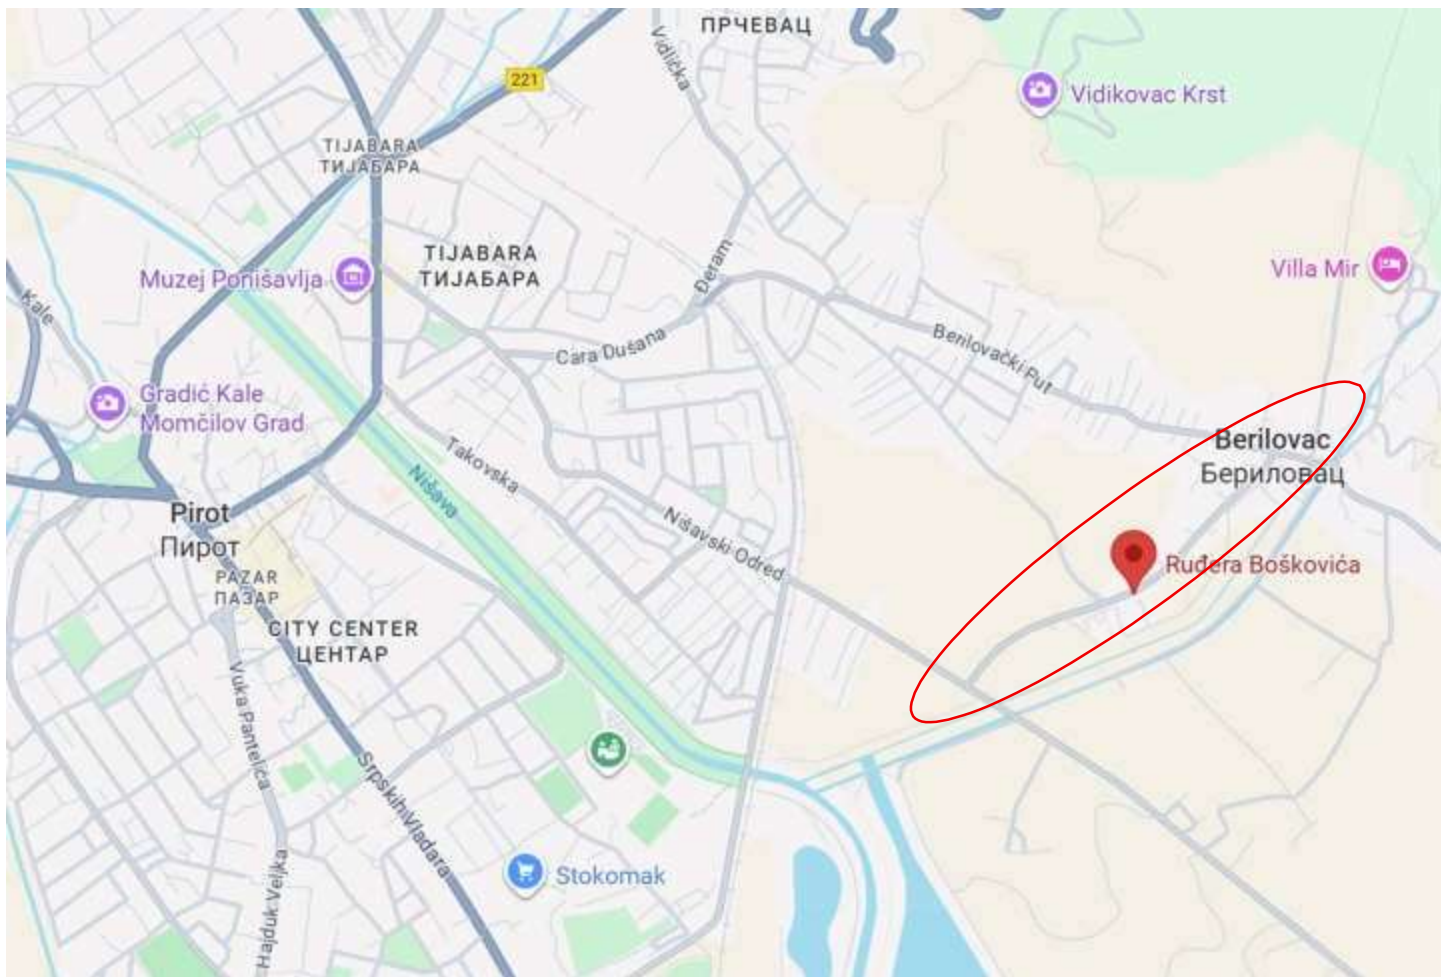 ПРЧЕВАЦ
Vidlička
221
Vidikovac Krst
TIJABARA
ТИЈАБАРА
TIJABARA
ТИЈАБАРА
Muzej Ponišavlja
Đeram
Villa Mir
Kale
Cara Dušana
Berilovački Put
Gradić Kale
Momčilov Grad
Berilovac
Бериловац
Takovska
Nišava
Nišavski Odred
Pirot
Пирот
Ruđera Boškovića
PAZAR
ПАЗАР
CITY CENTER
ЦЕНТАР
Vuka Pantelića
Srpskih Vladara
Hajduk Veljka
Stokomak